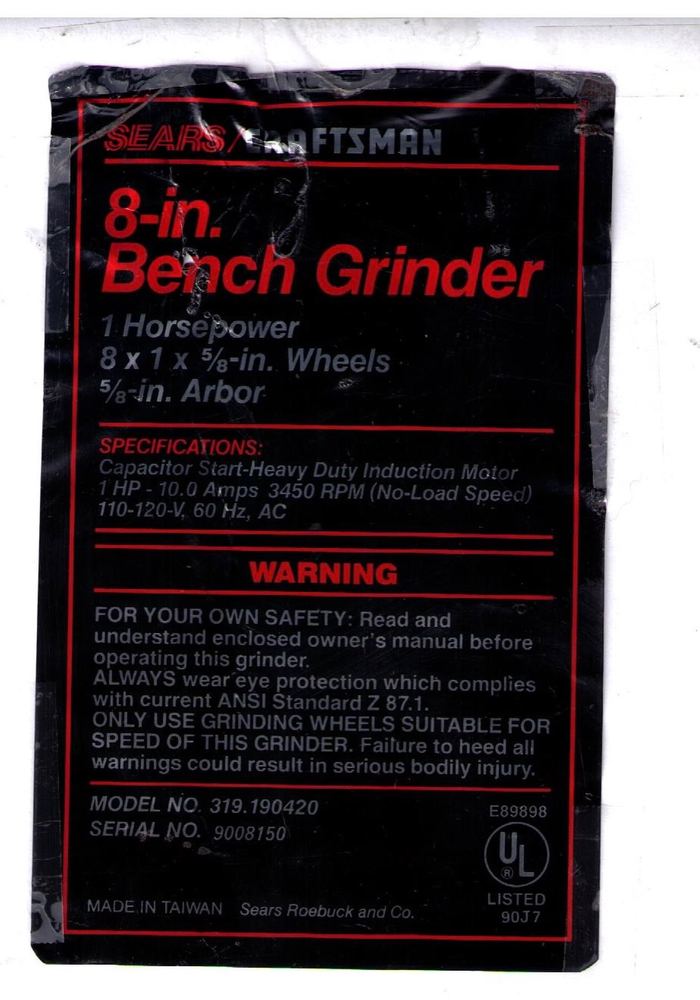 SEARS/CRAFTSMAN
8-in.
Bench Grinder
1 Horsepower
8 x 1 x 5/8-in. Wheels
5/8-in. Arbor
SPECIFICATIONS:
Capacitor Start-Heavy Duty Induction Motor
1 HP - 10.0 Amps 3450 RPM (No-Load Speed)
110-120-V, 60 Hz, AC
WARNING
FOR YOUR OWN SAFETY: Read and
understand enclosed owner's manual before
operating this grinder.
ALWAYS wear eye protection which complies
with current ANSI Standard Z 87.1.
ONLY USE GRINDING WHEELS SUITABLE FOR
SPEED OF THIS GRINDER. Failure to heed all
warnings could result in serious bodily injury.
MODEL NO. 319.190420
SERIAL NO. 9008150
E89898
UL
®
LISTED
90J7
MADE IN TAIWAN Sears Roebuck and Co.